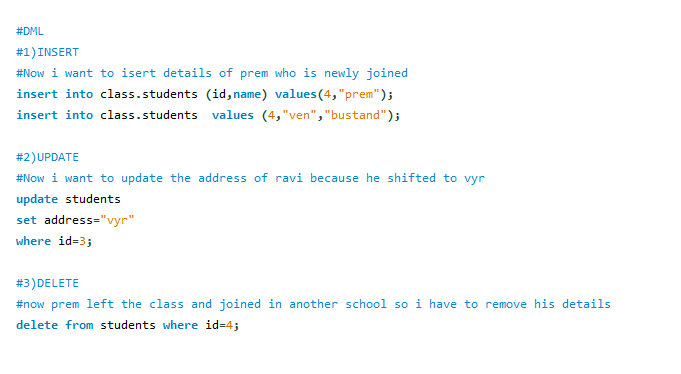 #DML
#1)INSERT
#Now i want to isert details of prem who is newly joined
insert into class.students (id,name) values(4,"prem");
insert into class.students  values (4,"ven","bustand");
#2)UPDATE
#Now i want to update the address of ravi because he shifted to vyr
update students
set address="vyr"
where id=3;
#3)DELETE
#now prem left the class and joined in another school so i have to remove his details
delete from students where id=4;